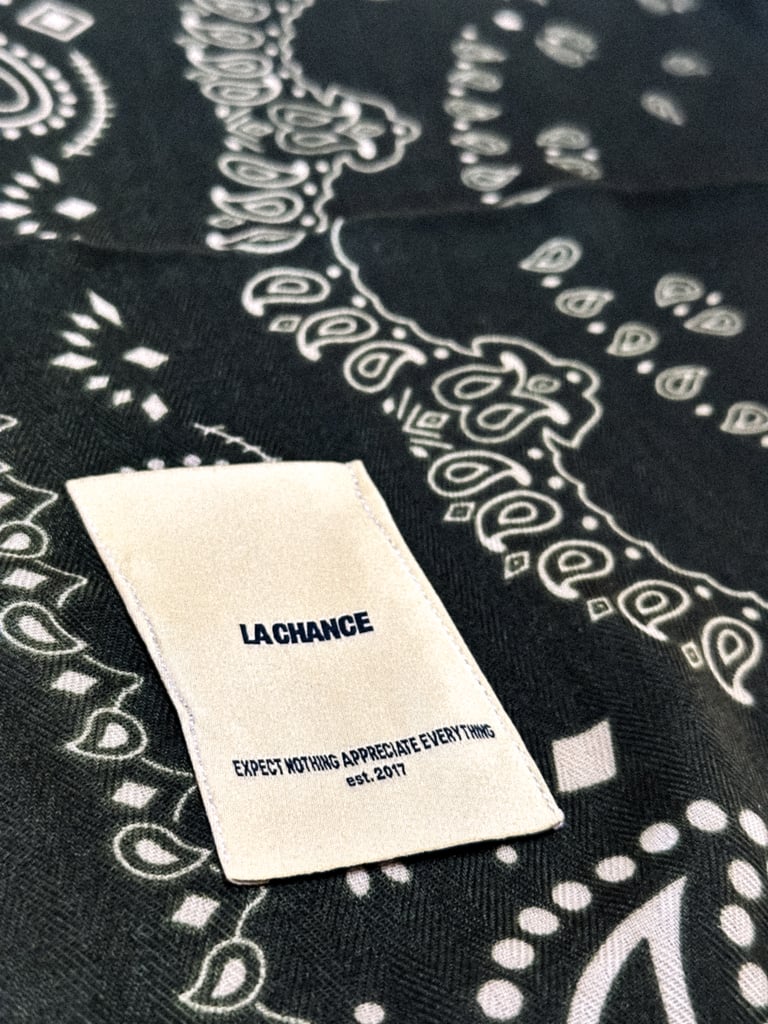 LA CHANCE
EXPECT NOTHING APPRECIATE EVERYTHING
est. 2017